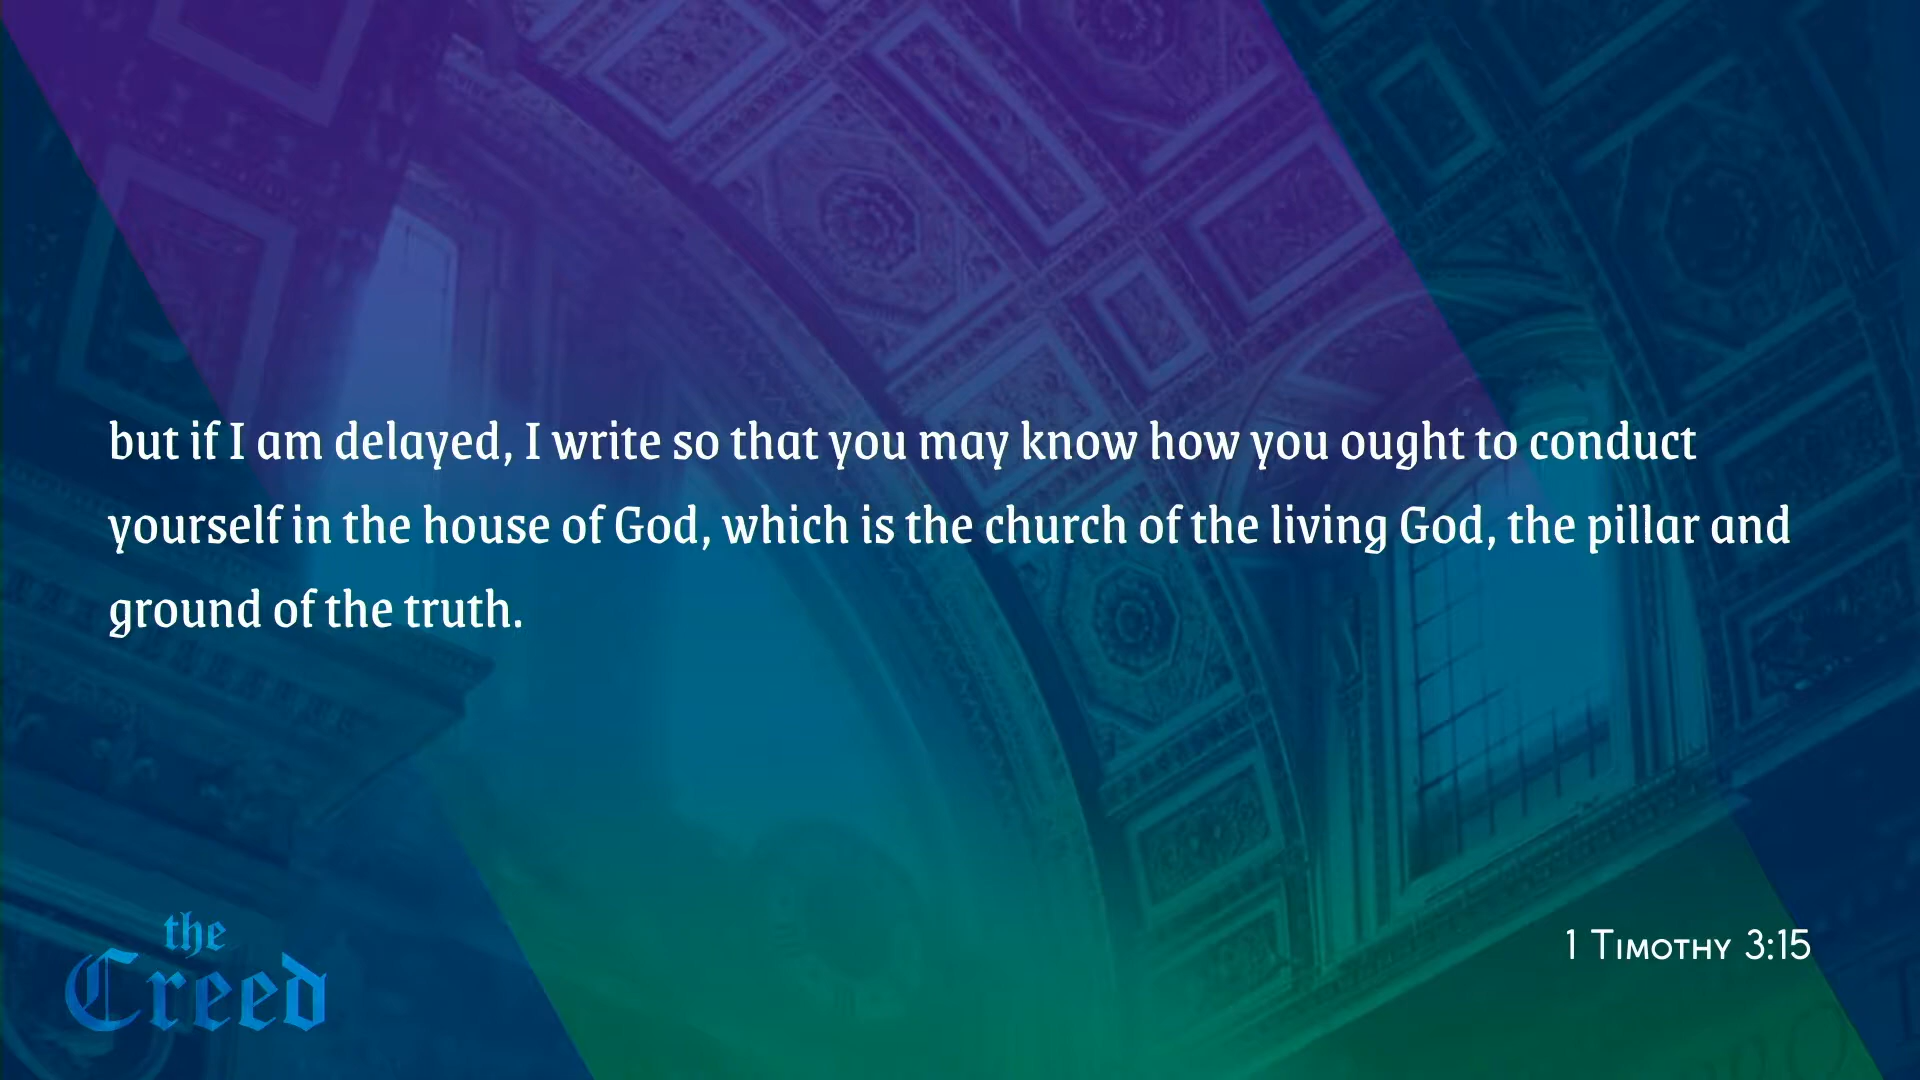 but if I am delayed, I write so that you may know how you ought to conduct
yourself in the house of God, which is the church of the living God, the pillar and
ground of the truth.
the
Creed
1 Timothy 3:15